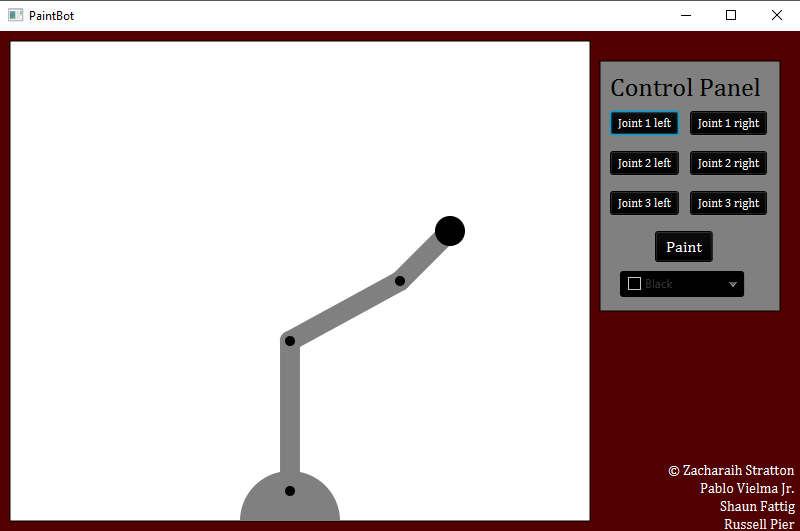 PaintBot
Control Panel
Joint 1 left Joint 1 right
Joint 2 left Joint 2 right
Joint 3 left Joint 3 right
Paint
Black
© Zacharaih Stratton
Pablo Vielma Jr.
Shaun Fattig
Russell Pier